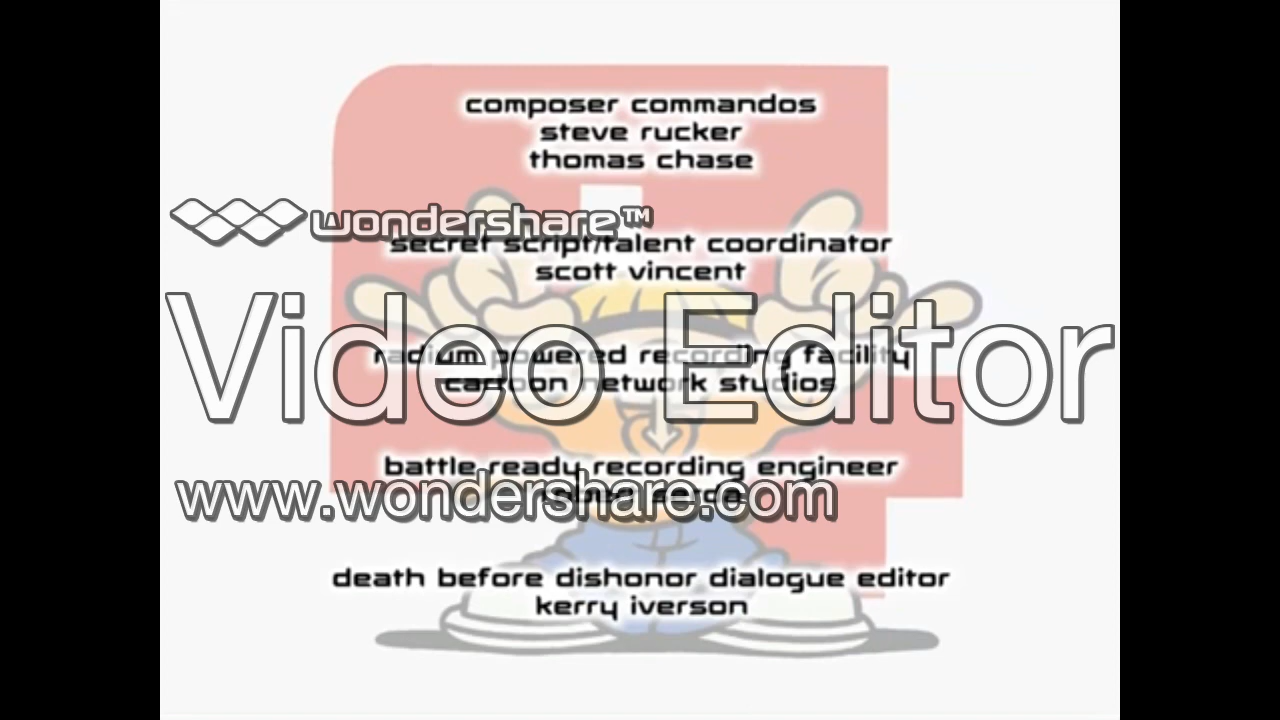 composer commandos
steve rucker
thomas chase
wondershare™
secret script/talent coordinator
scott vincent
Video Editor
radium powered recording facility
cartoon network studios
battle ready recording engineer
www.wondershare.com
death before dishonor dialogue editor
kerry iverson